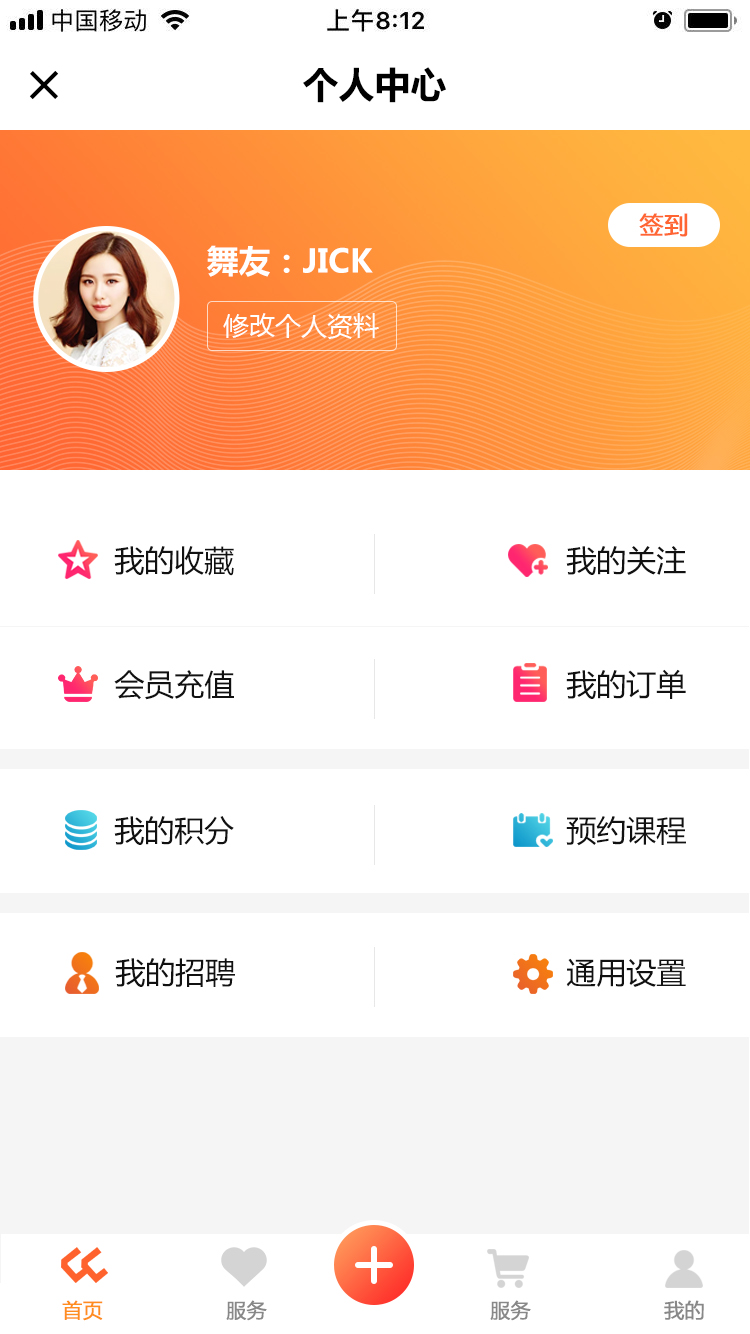 中国移动 上午8:12
个人中心
签到
舞友：JICK
修改个人资料
我的收藏 我的关注
会员充值 我的订单
我的积分 预约课程
我的招聘 通用设置
首页 服务 服务 我的